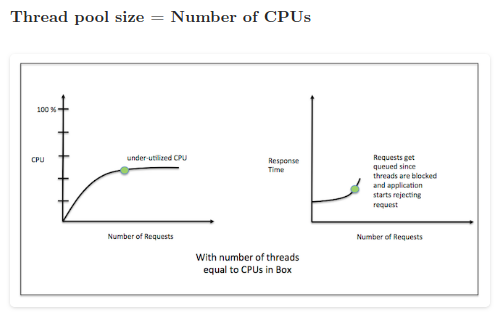 Thread pool size = Number of CPUs
100 %
CPU
under-utilized CPU
Number of Requests
Response
Time
Requests get
queued since
threads are blocked
and application
starts rejecting
request
Number of Requests
With number of threads
equal to CPUs in Box